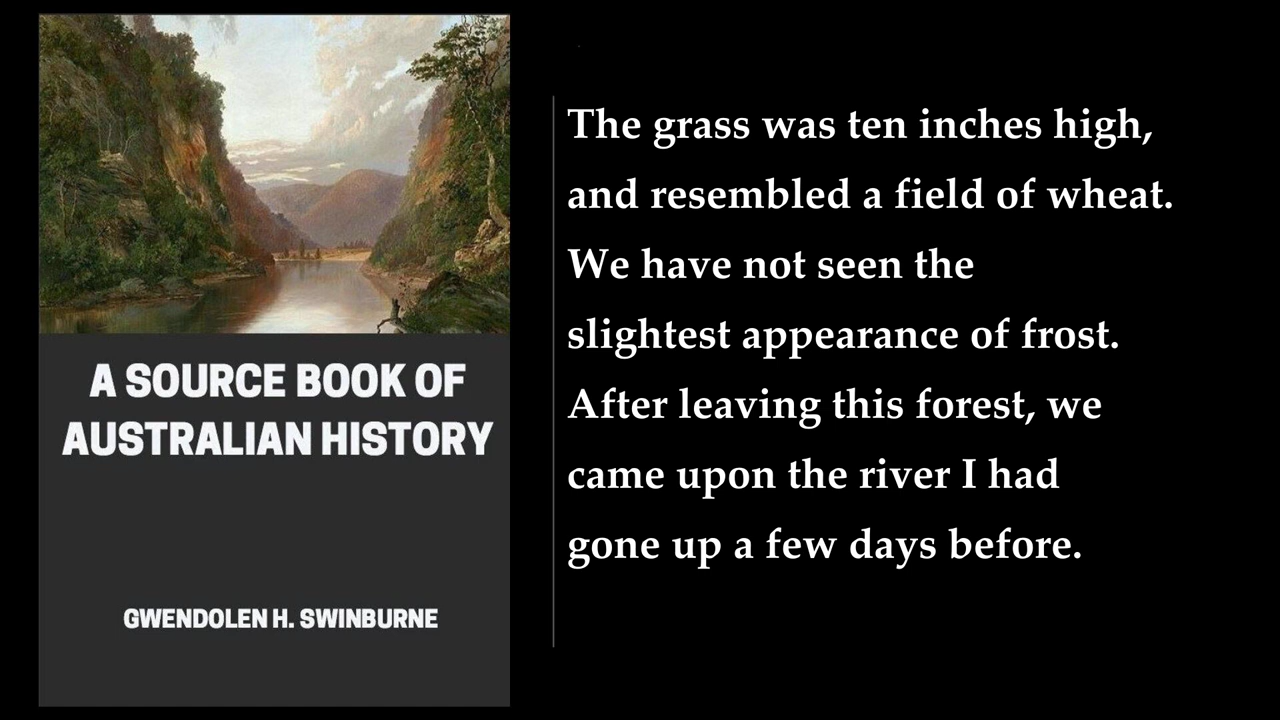 A SOURCE BOOK OF
AUSTRALIAN HISTORY
GWENDOLEN H. SWINBURNE
The grass was ten inches high,
and resembled a field of wheat.
We have not seen the
slightest appearance of frost.
After leaving this forest, we
came upon the river I had
gone up a few days before.